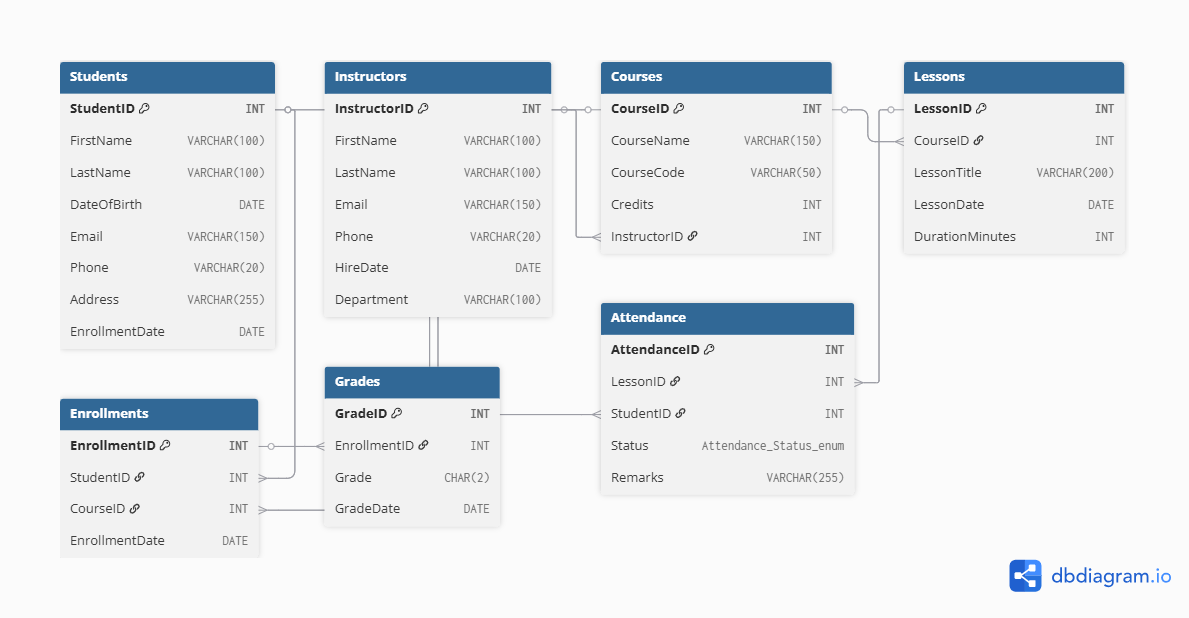 Students
StudentID INT
FirstName VARCHAR(100)
LastName VARCHAR(100)
DateOfBirth DATE
Email VARCHAR(150)
Phone VARCHAR(20)
Address VARCHAR(255)
EnrollmentDate DATE
Instructors
InstructorID INT
FirstName VARCHAR(100)
LastName VARCHAR(100)
Email VARCHAR(150)
Phone VARCHAR(20)
HireDate DATE
Department VARCHAR(100)
Courses
CourseID INT
CourseName VARCHAR(150)
CourseCode VARCHAR(50)
Credits INT
InstructorID INT
Lessons
LessonID INT
CourseID INT
LessonTitle VARCHAR(200)
LessonDate DATE
DurationMinutes INT
Enrollments
EnrollmentID INT
StudentID INT
CourseID INT
EnrollmentDate DATE
Grades
GradeID INT
EnrollmentID INT
Grade CHAR(2)
GradeDate DATE
Attendance
AttendanceID INT
LessonID INT
StudentID INT
Status Attendance_Status_enum
Remarks VARCHAR(255)
dbdiagram.io